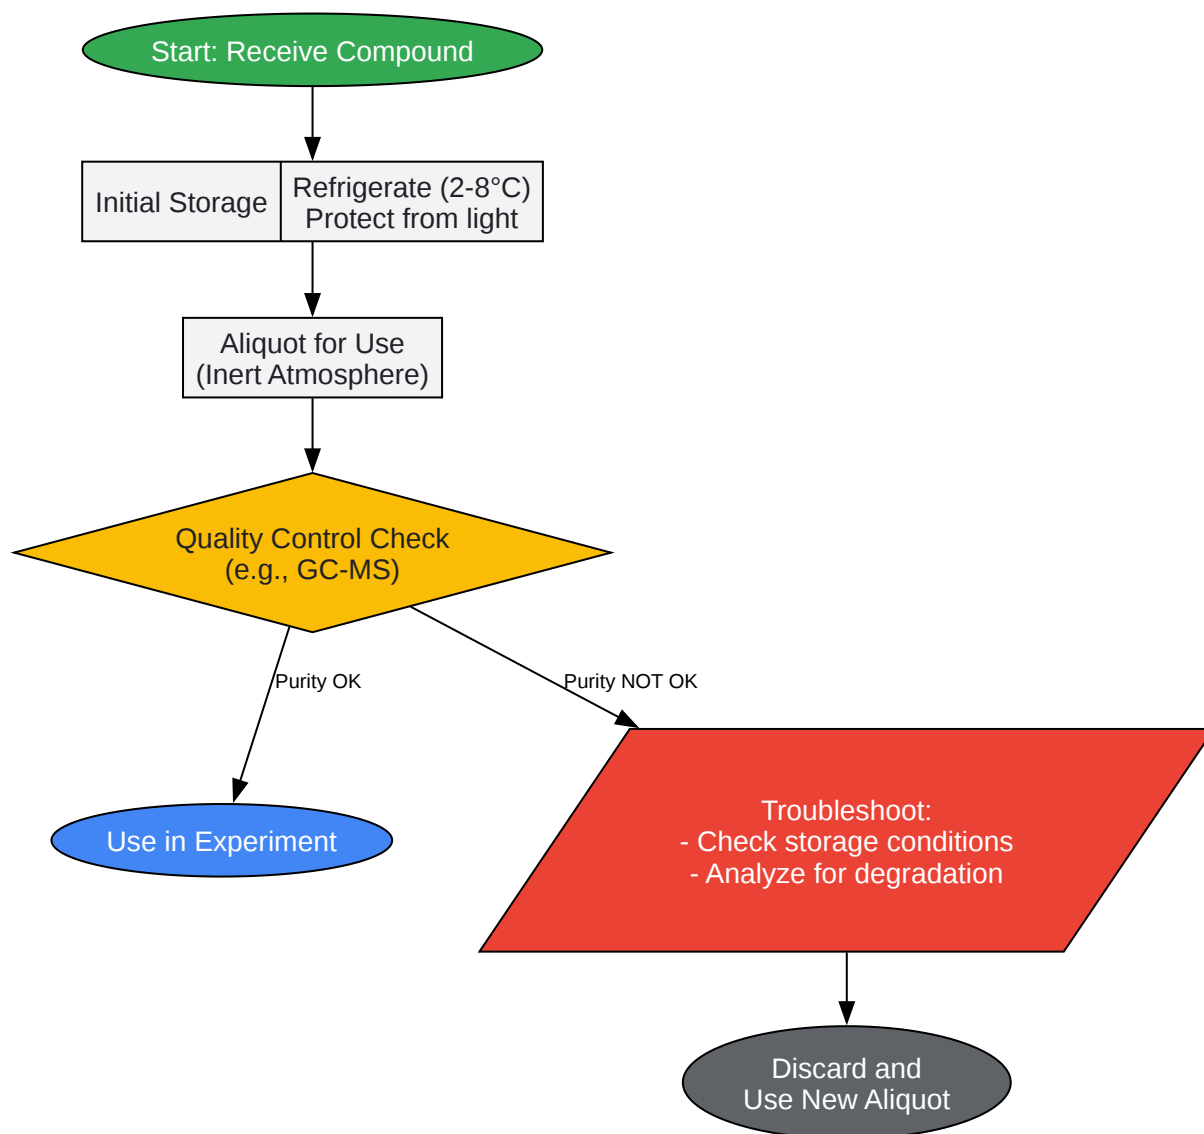 Start: Receive Compound
Initial Storage
Refrigerate (2-8°C)
Protect from light
Aliquot for Use
(Inert Atmosphere)
Quality Control Check
(e.g., GC-MS)
Purity OK
Purity NOT OK
Use in Experiment
Troubleshoot:
- Check storage conditions
- Analyze for degradation
Discard and
Use New Aliquot